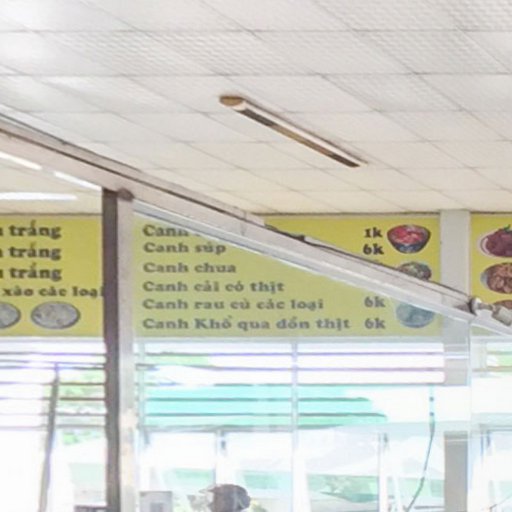 trắng
trắng
trắng
xào các loại
Canh 1k
Canh súp 6k
Canh chua
Canh cải có thịt
Canh rau củ các loại 6k
Canh Khổ qua dồn thịt 6k